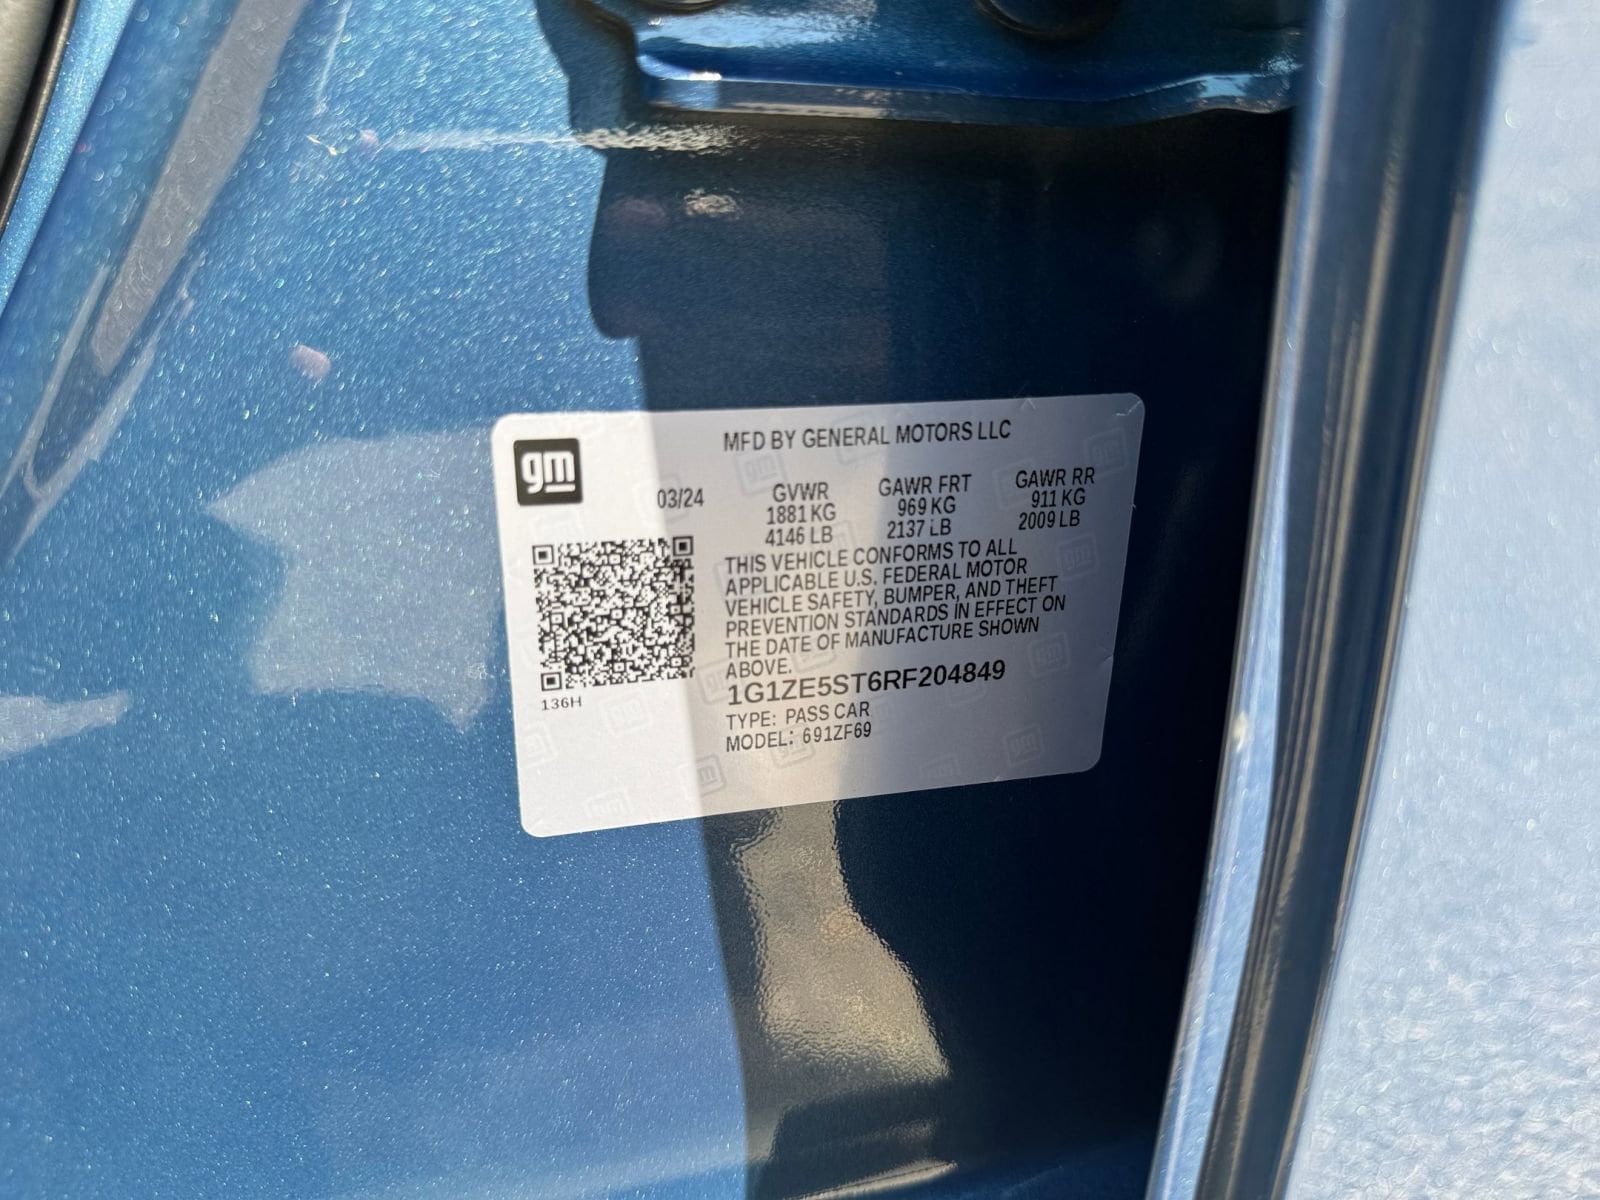 gm
MFD BY GENERAL MOTORS LLC
03/24 GVWR GAWR FRT GAWR RR
1881 KG 969 KG 911 KG
4146 LB 2137 LB 2009 LB
THIS VEHICLE CONFORMS TO ALL
APPLICABLE U.S. FEDERAL MOTOR
VEHICLE SAFETY, BUMPER, AND THEFT
PREVENTION STANDARDS IN EFFECT ON
THE DATE OF MANUFACTURE SHOWN
ABOVE.
1G1ZE5ST6RF204849
136H
TYPE: PASS CAR
MODEL: 691ZF69